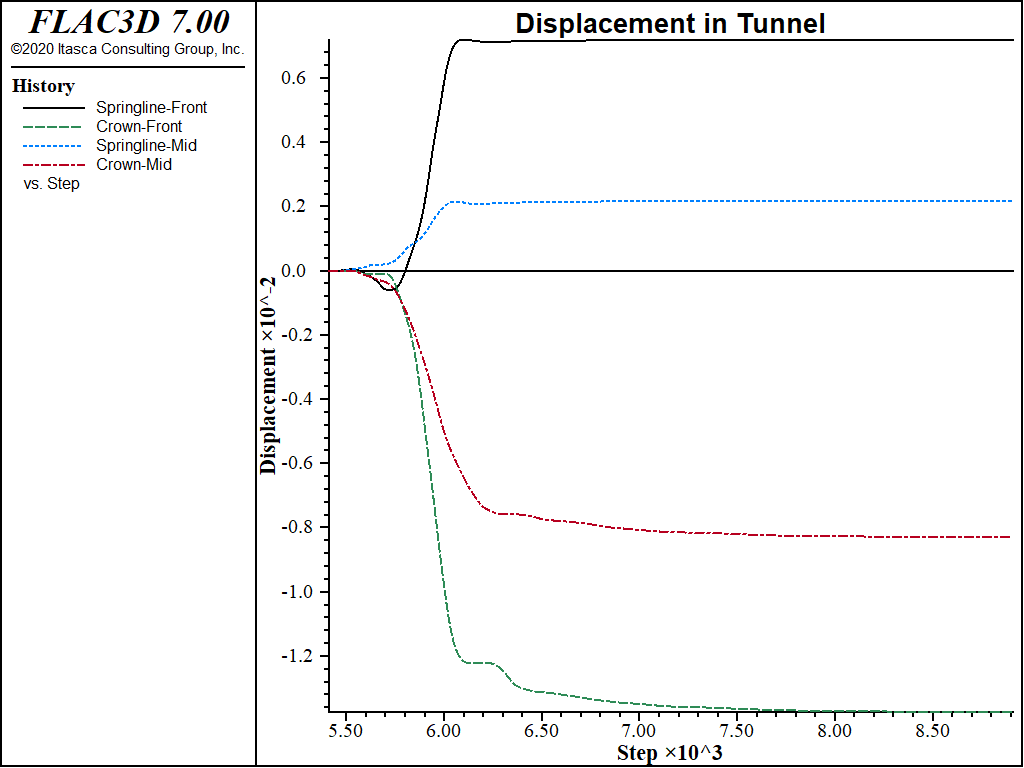 FLAC3D 7.00
©2020 Itasca Consulting Group, Inc.
History
Springline-Front
Crown-Front
Springline-Mid
Crown-Mid
vs. Step
Displacement in Tunnel
Displacement ×10^-2
0.6
0.4
0.2
0.0
-0.2
-0.4
-0.6
-0.8
-1.0
-1.2
5.50 6.00 6.50 7.00 7.50 8.00 8.50
Step ×10^3